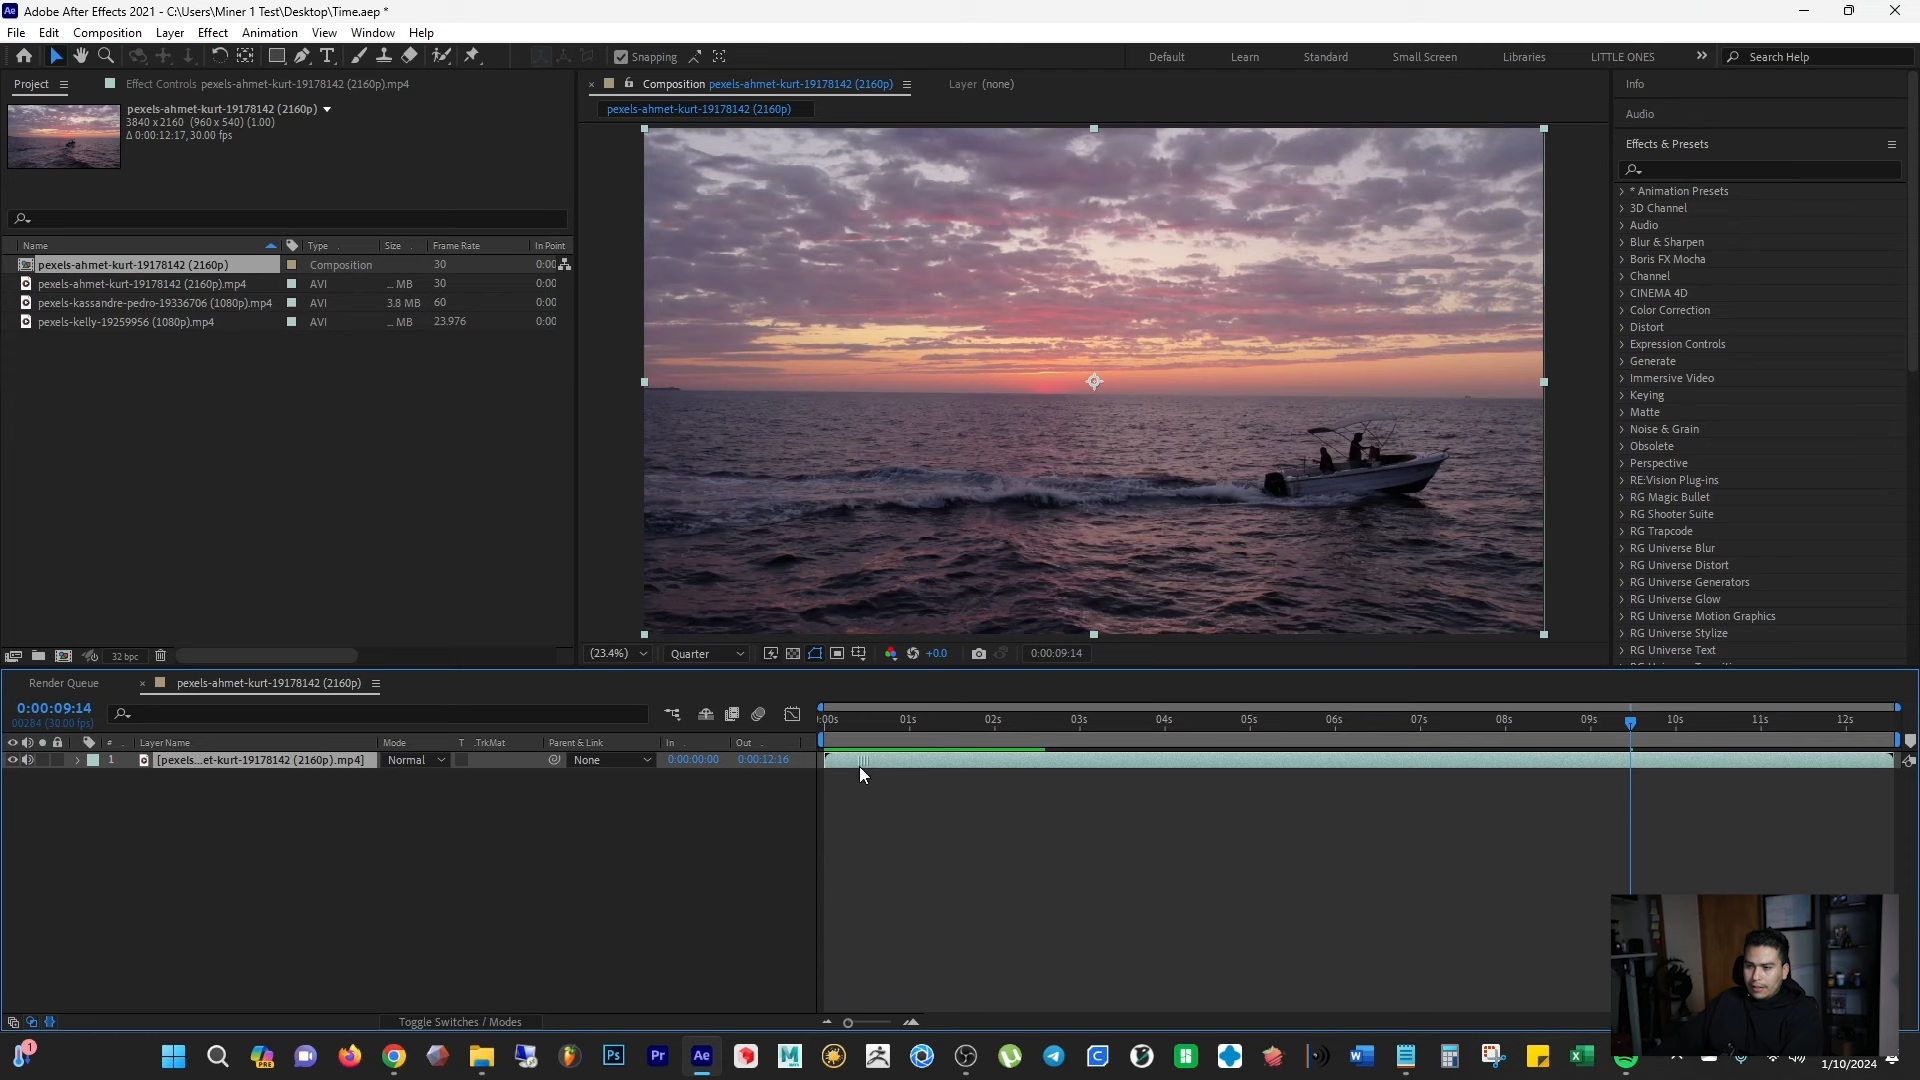 Ae Adobe After Effects 2021 - C:\Users\Miner 1 Test\Desktop\Time.aep *
File Edit Composition Layer Effect Animation View Window Help
Snapping Default Learn Standard Small Screen Libraries LITTLE ONES Search Help
Project Effect Controls pexels-ahmet-kurt-19178142 (2160p).mp4
pexels-ahmet-kurt-19178142 (2160p)
3840 x 2160 (960 x 540) (1.00)
Δ 0:00:12:17, 30.00 fps
Name Type Size Frame Rate In Point
pexels-ahmet-kurt-19178142 (2160p) Composition 30 0:00
pexels-ahmet-kurt-19178142 (2160p).mp4 AVI ... MB 30 0:00
pexels-kassandre-pedro-19336706 (1080p).mp4 AVI 3.8 MB 60 0:00
pexels-kelly-19259956 (1080p).mp4 AVI ... MB 23.976 0:00
32 bpc
Composition pexels-ahmet-kurt-19178142 (2160p) Layer (none)
pexels-ahmet-kurt-19178142 (2160p)
(23.4%) Quarter +0.0 0:00:09:14
Info
Audio
Effects & Presets
* Animation Presets
3D Channel
Audio
Blur & Sharpen
Boris FX Mocha
Channel
CINEMA 4D
Color Correction
Distort
Expression Controls
Generate
Immersive Video
Keying
Matte
Noise & Grain
Obsolete
Perspective
RE:Vision Plug-ins
RG Magic Bullet
RG Shooter Suite
RG Trapcode
RG Universe Blur
RG Universe Distort
RG Universe Generators
RG Universe Glow
RG Universe Motion Graphics
RG Universe Stylize
RG Universe Text
Render Queue pexels-ahmet-kurt-19178142 (2160p)
0:00:09:14
00284 (30.00 fps)
:00s 01s 02s 03s 04s 05s 06s 07s 08s 09s 10s 11s 12s
# Layer Name Mode T .TrkMat Parent & Link In Out
1 [pexels...et-kurt-19178142 (2160p).mp4] Normal None 0:00:00:00 0:00:12:16
Toggle Switches / Modes
1 PRE Ps Pr Ae M
1/10/2024